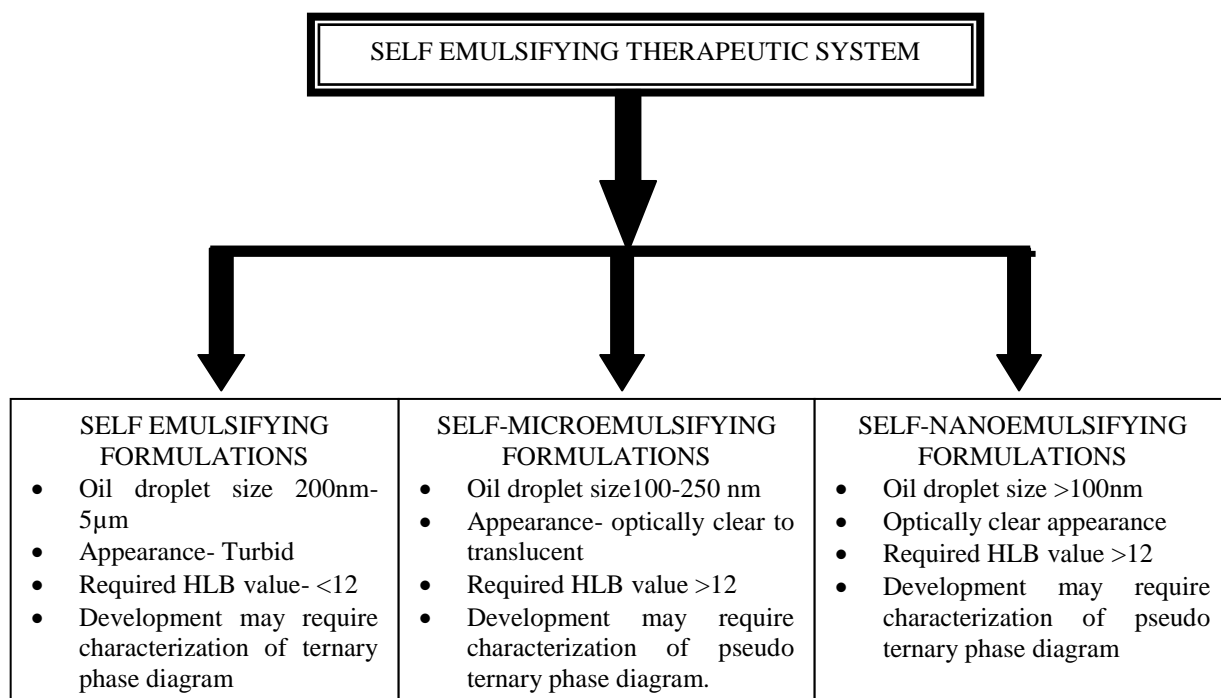 SELF EMULSIFYING THERAPEUTIC SYSTEM
SELF EMULSIFYING
FORMULATIONS
• Oil droplet size 200nm-
5µm
• Appearance- Turbid
• Required HLB value- <12
• Development may require
characterization of ternary
phase diagram
SELF-MICROEMULSIFYING
FORMULATIONS
• Oil droplet size100-250 nm
• Appearance- optically clear to
translucent
• Required HLB value >12
• Development may require
characterization of pseudo
ternary phase diagram.
SELF-NANOEMULSIFYING
FORMULATIONS
• Oil droplet size >100nm
• Optically clear appearance
• Required HLB value >12
• Development may require
characterization of pseudo
ternary phase diagram